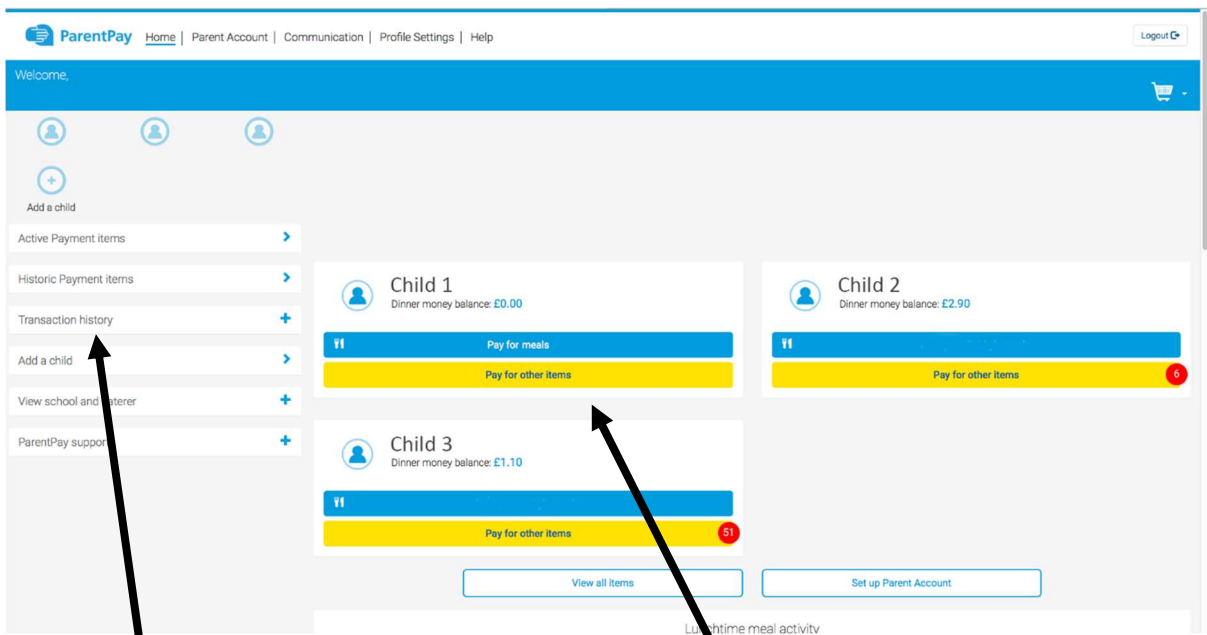 ParentPay Home | Parent Account | Communication | Profile Settings | Help
Logout
Welcome,
Add a child
Active Payment items
Historic Payment items
Transaction history
Add a child
View school and caterer
ParentPay support
Child 1
Dinner money balance: £0.00
Pay for meals
Pay for other items
Child 2
Dinner money balance: £2.90
Pay for other items 6
Child 3
Dinner money balance: £1.10
Pay for other items 51
View all items
Set up Parent Account
Lunchtime meal activity